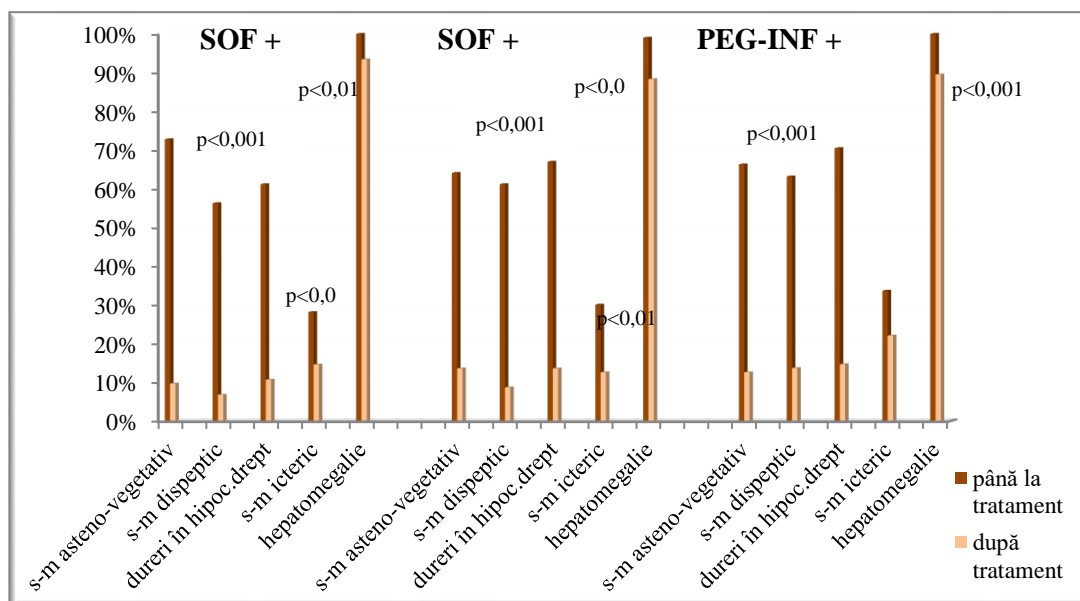 SOF +
SOF +
PEG-INF +
100%
90%
80%
70%
60%
50%
40%
30%
20%
10%
0%
p<0,001
p<0,0
p<0,01
p<0,001
p<0,01
p<0,0
p<0,001
p<0,001
s-m asteno-vegetativ
s-m dispeptic
dureri în hipoc.drept
s-m icteric
hepatomegalie
s-m asteno-vegetativ
s-m dispeptic
dureri în hipoc.drept
s-m icteric
hepatomegalie
s-m asteno-vegetativ
s-m dispeptic
dureri în hipoc.drept
s-m icteric
hepatomegalie
până la
tratament
după
tratament